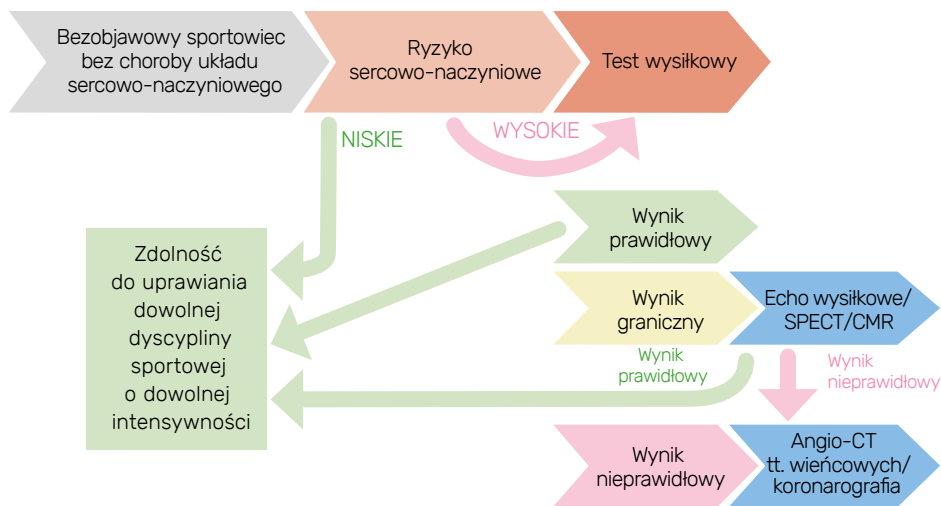 Bezobjawowy sportowiec
bez choroby układu
sercowo-naczyniowego
Ryzyko
sercowo-naczyniowe
Test wysiłkowy
NISKIE
WYSOKIE
Zdolność
do uprawiania
dowolnej
dyscypliny
sportowej
o dowolnej
intensywności
Wynik
prawidłowy
Wynik
graniczny
Echo wysiłkowe/
SPECT/CMR
Wynik
prawidłowy
Wynik
nieprawidłowy
Wynik
nieprawidłowy
Angio-CT
tt. wieńcowych/
koronarografia